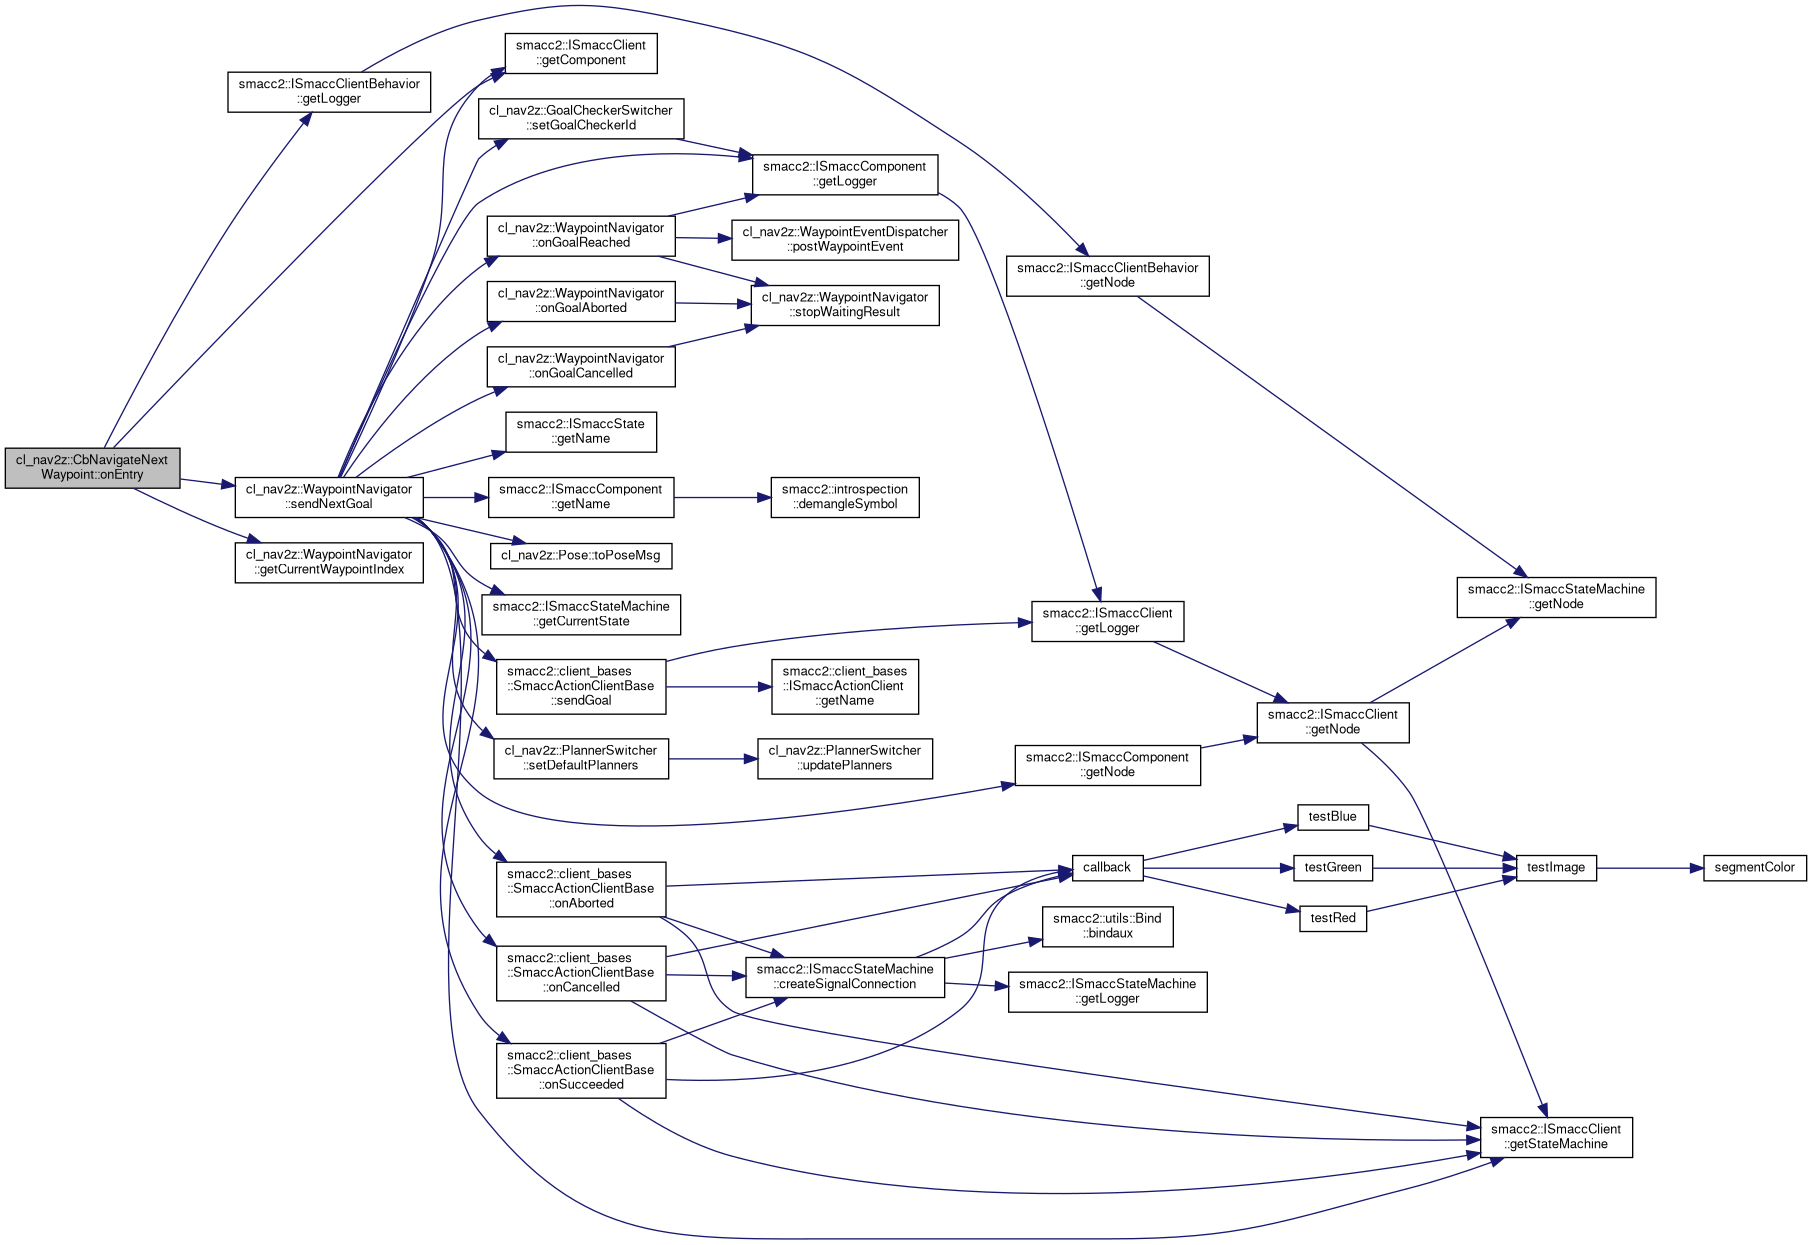 cl_nav2z::CbNavigateNext
Waypoint::onEntry
smacc2::ISmaccClientBehavior
::getLogger
smacc2::ISmaccClient
::getComponent
cl_nav2z::WaypointNavigator
::sendNextGoal
cl_nav2z::WaypointNavigator
::getCurrentWaypointIndex
cl_nav2z::GoalCheckerSwitcher
::setGoalCheckerId
cl_nav2z::WaypointNavigator
::onGoalReached
cl_nav2z::WaypointNavigator
::onGoalAborted
cl_nav2z::WaypointNavigator
::onGoalCancelled
smacc2::ISmaccState
::getName
smacc2::ISmaccComponent
::getName
cl_nav2z::Pose::toPoseMsg
smacc2::ISmaccStateMachine
::getCurrentState
smacc2::client_bases
::SmaccActionClientBase
::sendGoal
cl_nav2z::PlannerSwitcher
::setDefaultPlanners
smacc2::client_bases
::SmaccActionClientBase
::onAborted
smacc2::client_bases
::SmaccActionClientBase
::onCancelled
smacc2::client_bases
::SmaccActionClientBase
::onSucceeded
smacc2::ISmaccComponent
::getLogger
cl_nav2z::WaypointEventDispatcher
::postWaypointEvent
cl_nav2z::WaypointNavigator
::stopWaitingResult
smacc2::introspection
::demangleSymbol
smacc2::client_bases
::ISmaccActionClient
::getName
cl_nav2z::PlannerSwitcher
::updatePlanners
smacc2::ISmaccStateMachine
::createSignalConnection
smacc2::ISmaccClientBehavior
::getNode
smacc2::ISmaccClient
::getLogger
smacc2::ISmaccComponent
::getNode
callback
smacc2::utils::Bind
::bindaux
smacc2::ISmaccStateMachine
::getLogger
smacc2::ISmaccClient
::getNode
testBlue
testGreen
testRed
smacc2::ISmaccStateMachine
::getNode
testImage
smacc2::ISmaccClient
::getStateMachine
segmentColor